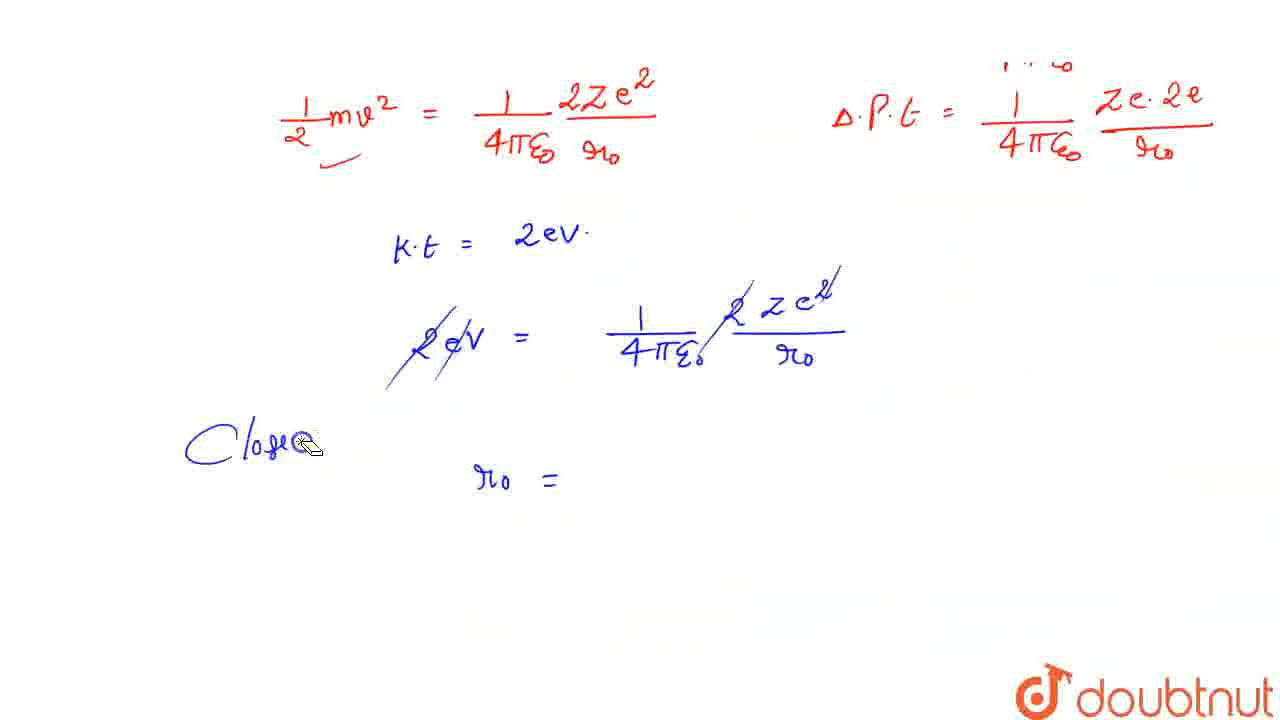 1/2 mv² = 1/4πε₀ 2Ze²/r₀
Δ.P.t = 1/4πε₀ Ze.2e/r₀
K.t = 2eV.
2eV = 1/4πε₀ 2Ze²/r₀
Close
r₀ =
doubtnut